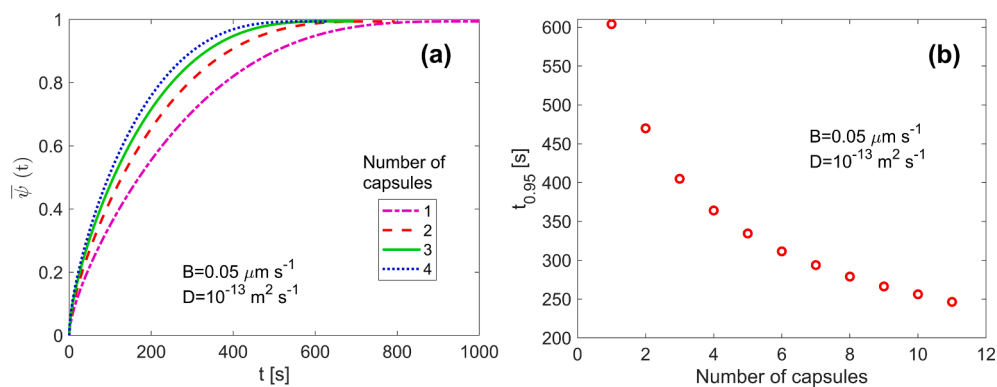 1
0.8
0.6
0.4
0.2
0
ψ̅ (t)
(a)
Number of
capsules
1
2
3
4
B=0.05 μm s⁻¹
D=10⁻¹³ m² s⁻¹
0 200 400 600 800 1000
t [s]
600
550
500
450
400
350
300
250
200
t₀.₉₅ [s]
(b)
B=0.05 μm s⁻¹
D=10⁻¹³ m² s⁻¹
0 2 4 6 8 10 12
Number of capsules